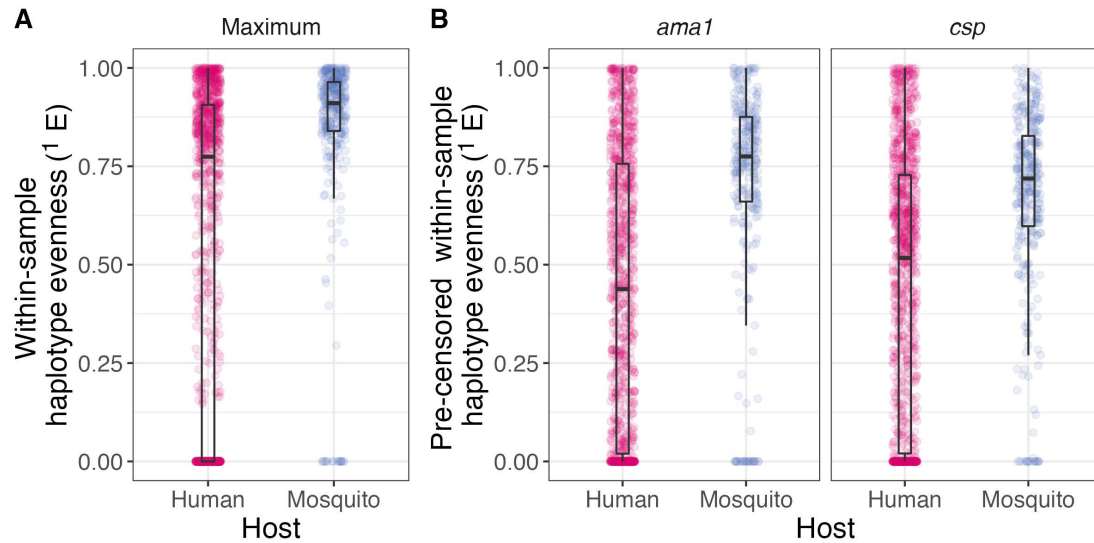 A
Maximum
Within-sample
haplotype evenness (¹ E)
1.00
0.75
0.50
0.25
0.00
Human
Mosquito
Host
B
ama1
csp
Pre-censored within-sample
haplotype evenness (¹ E)
1.00
0.75
0.50
0.25
0.00
Human
Mosquito
Human
Mosquito
Host